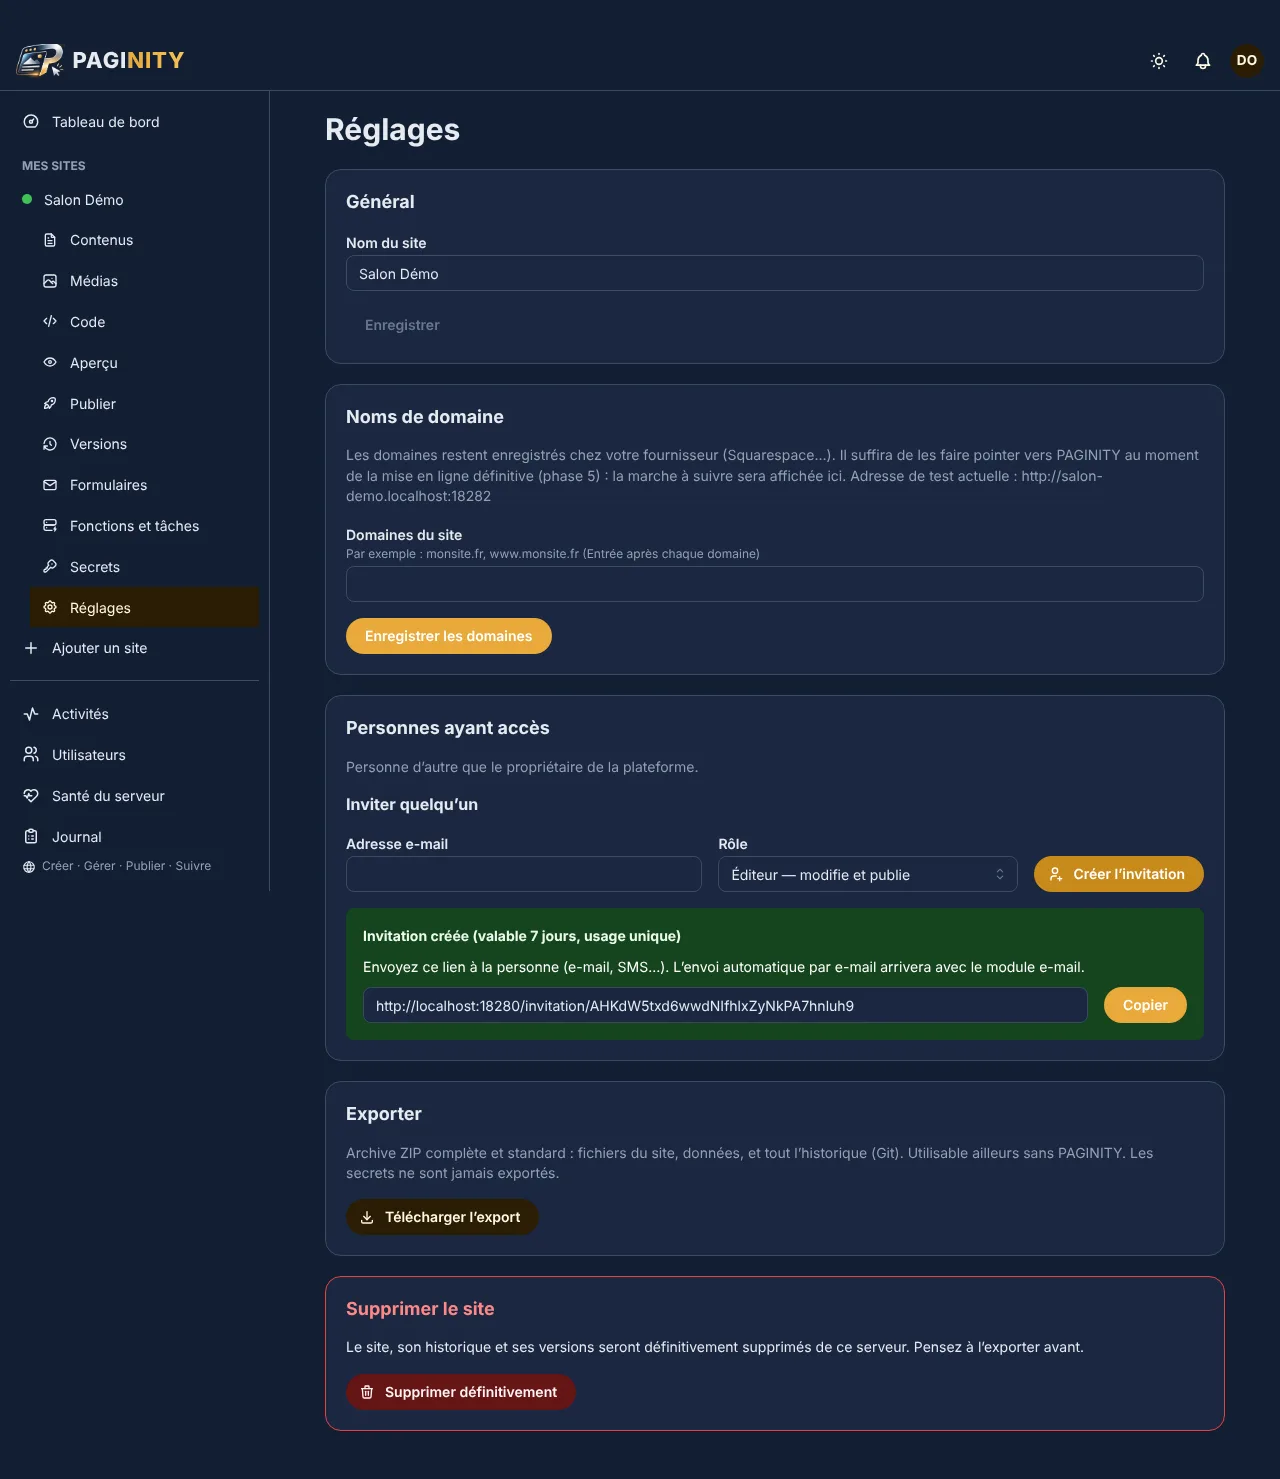 PAGINITY
DO
Tableau de bord
MES SITES
Salon Démo
Contenus
Médias
Code
Aperçu
Publier
Versions
Formulaires
Fonctions et tâches
Secrets
Réglages
Ajouter un site
Activités
Utilisateurs
Santé du serveur
Journal
Créer · Gérer · Publier · Suivre
Réglages
Général
Nom du site
Salon Démo
Enregistrer
Noms de domaine
Les domaines restent enregistrés chez votre fournisseur (Squarespace…). Il suffira de les faire pointer vers PAGINITY au moment
de la mise en ligne définitive (phase 5) : la marche à suivre sera affichée ici. Adresse de test actuelle : http://salon-
demo.localhost:18282
Domaines du site
Par exemple : monsite.fr, www.monsite.fr (Entrée après chaque domaine)
Enregistrer les domaines
Personnes ayant accès
Personne d’autre que le propriétaire de la plateforme.
Inviter quelqu’un
Adresse e-mail
Rôle
Éditeur — modifie et publie
Créer l’invitation
Invitation créée (valable 7 jours, usage unique)
Envoyez ce lien à la personne (e-mail, SMS…). L’envoi automatique par e-mail arrivera avec le module e-mail.
http://localhost:18280/invitation/AHKdW5txd6wwdNIfhIxZyNkPA7hnluh9
Copier
Exporter
Archive ZIP complète et standard : fichiers du site, données, et tout l’historique (Git). Utilisable ailleurs sans PAGINITY. Les
secrets ne sont jamais exportés.
Télécharger l’export
Supprimer le site
Le site, son historique et ses versions seront définitivement supprimés de ce serveur. Pensez à l’exporter avant.
Supprimer définitivement